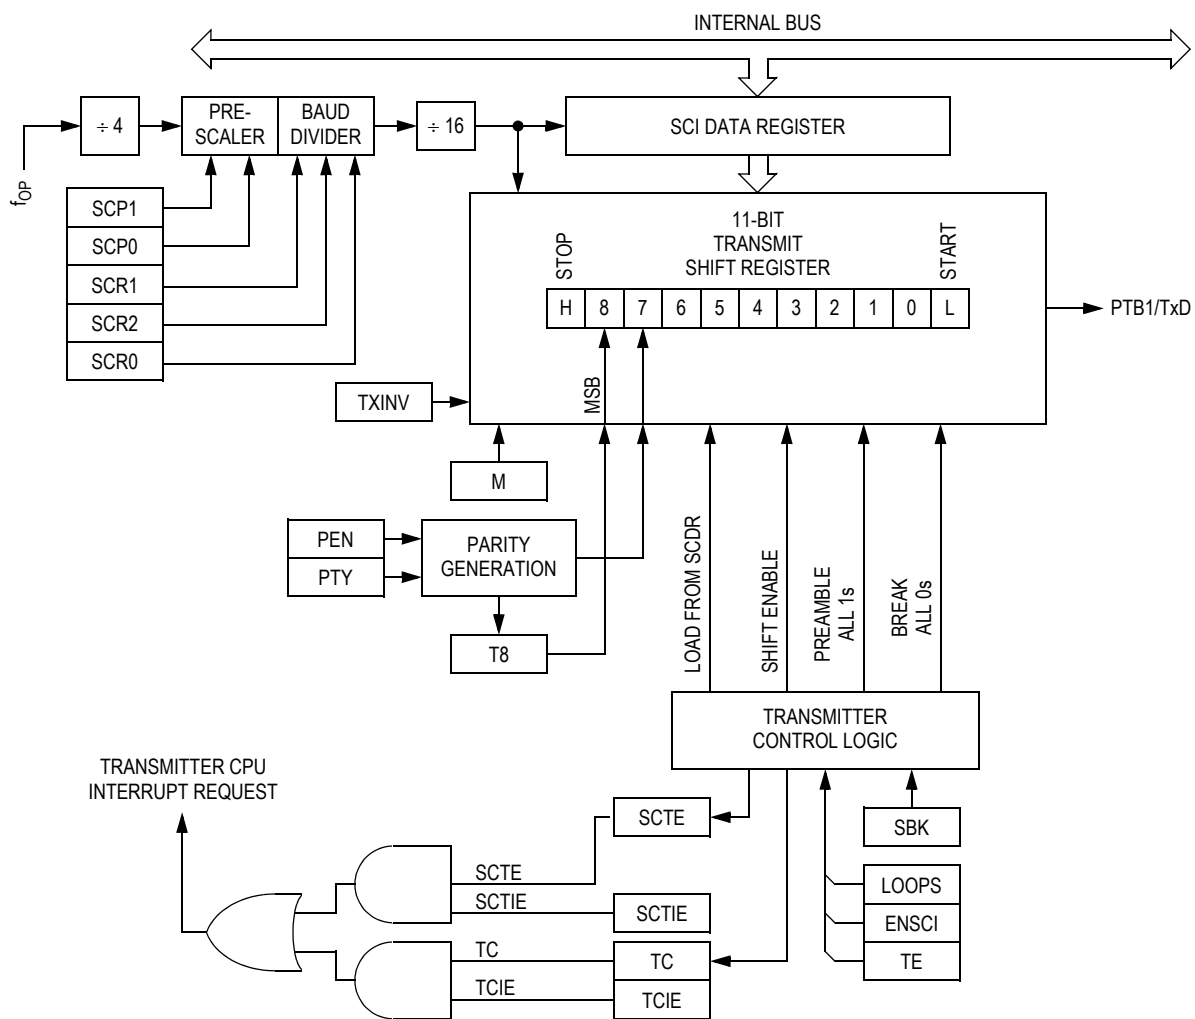 INTERNAL BUS
÷ 4
PRE-
SCALER
BAUD
DIVIDER
÷ 16
SCI DATA REGISTER
fOP
SCP1
SCP0
SCR1
SCR2
SCR0
11-BIT
TRANSMIT
SHIFT REGISTER
STOP
START
H 8 7 6 5 4 3 2 1 0 L
PTB1/TxD
TXINV
MSB
M
PEN
PTY
PARITY
GENERATION
T8
LOAD FROM SCDR
SHIFT ENABLE
PREAMBLE
ALL 1s
BREAK
ALL 0s
TRANSMITTER
CONTROL LOGIC
TRANSMITTER CPU
INTERRUPT REQUEST
SCTE
SBK
SCTE
SCTIE
SCTIE
LOOPS
ENSCI
TE
TC
TC
TCIE
TCIE